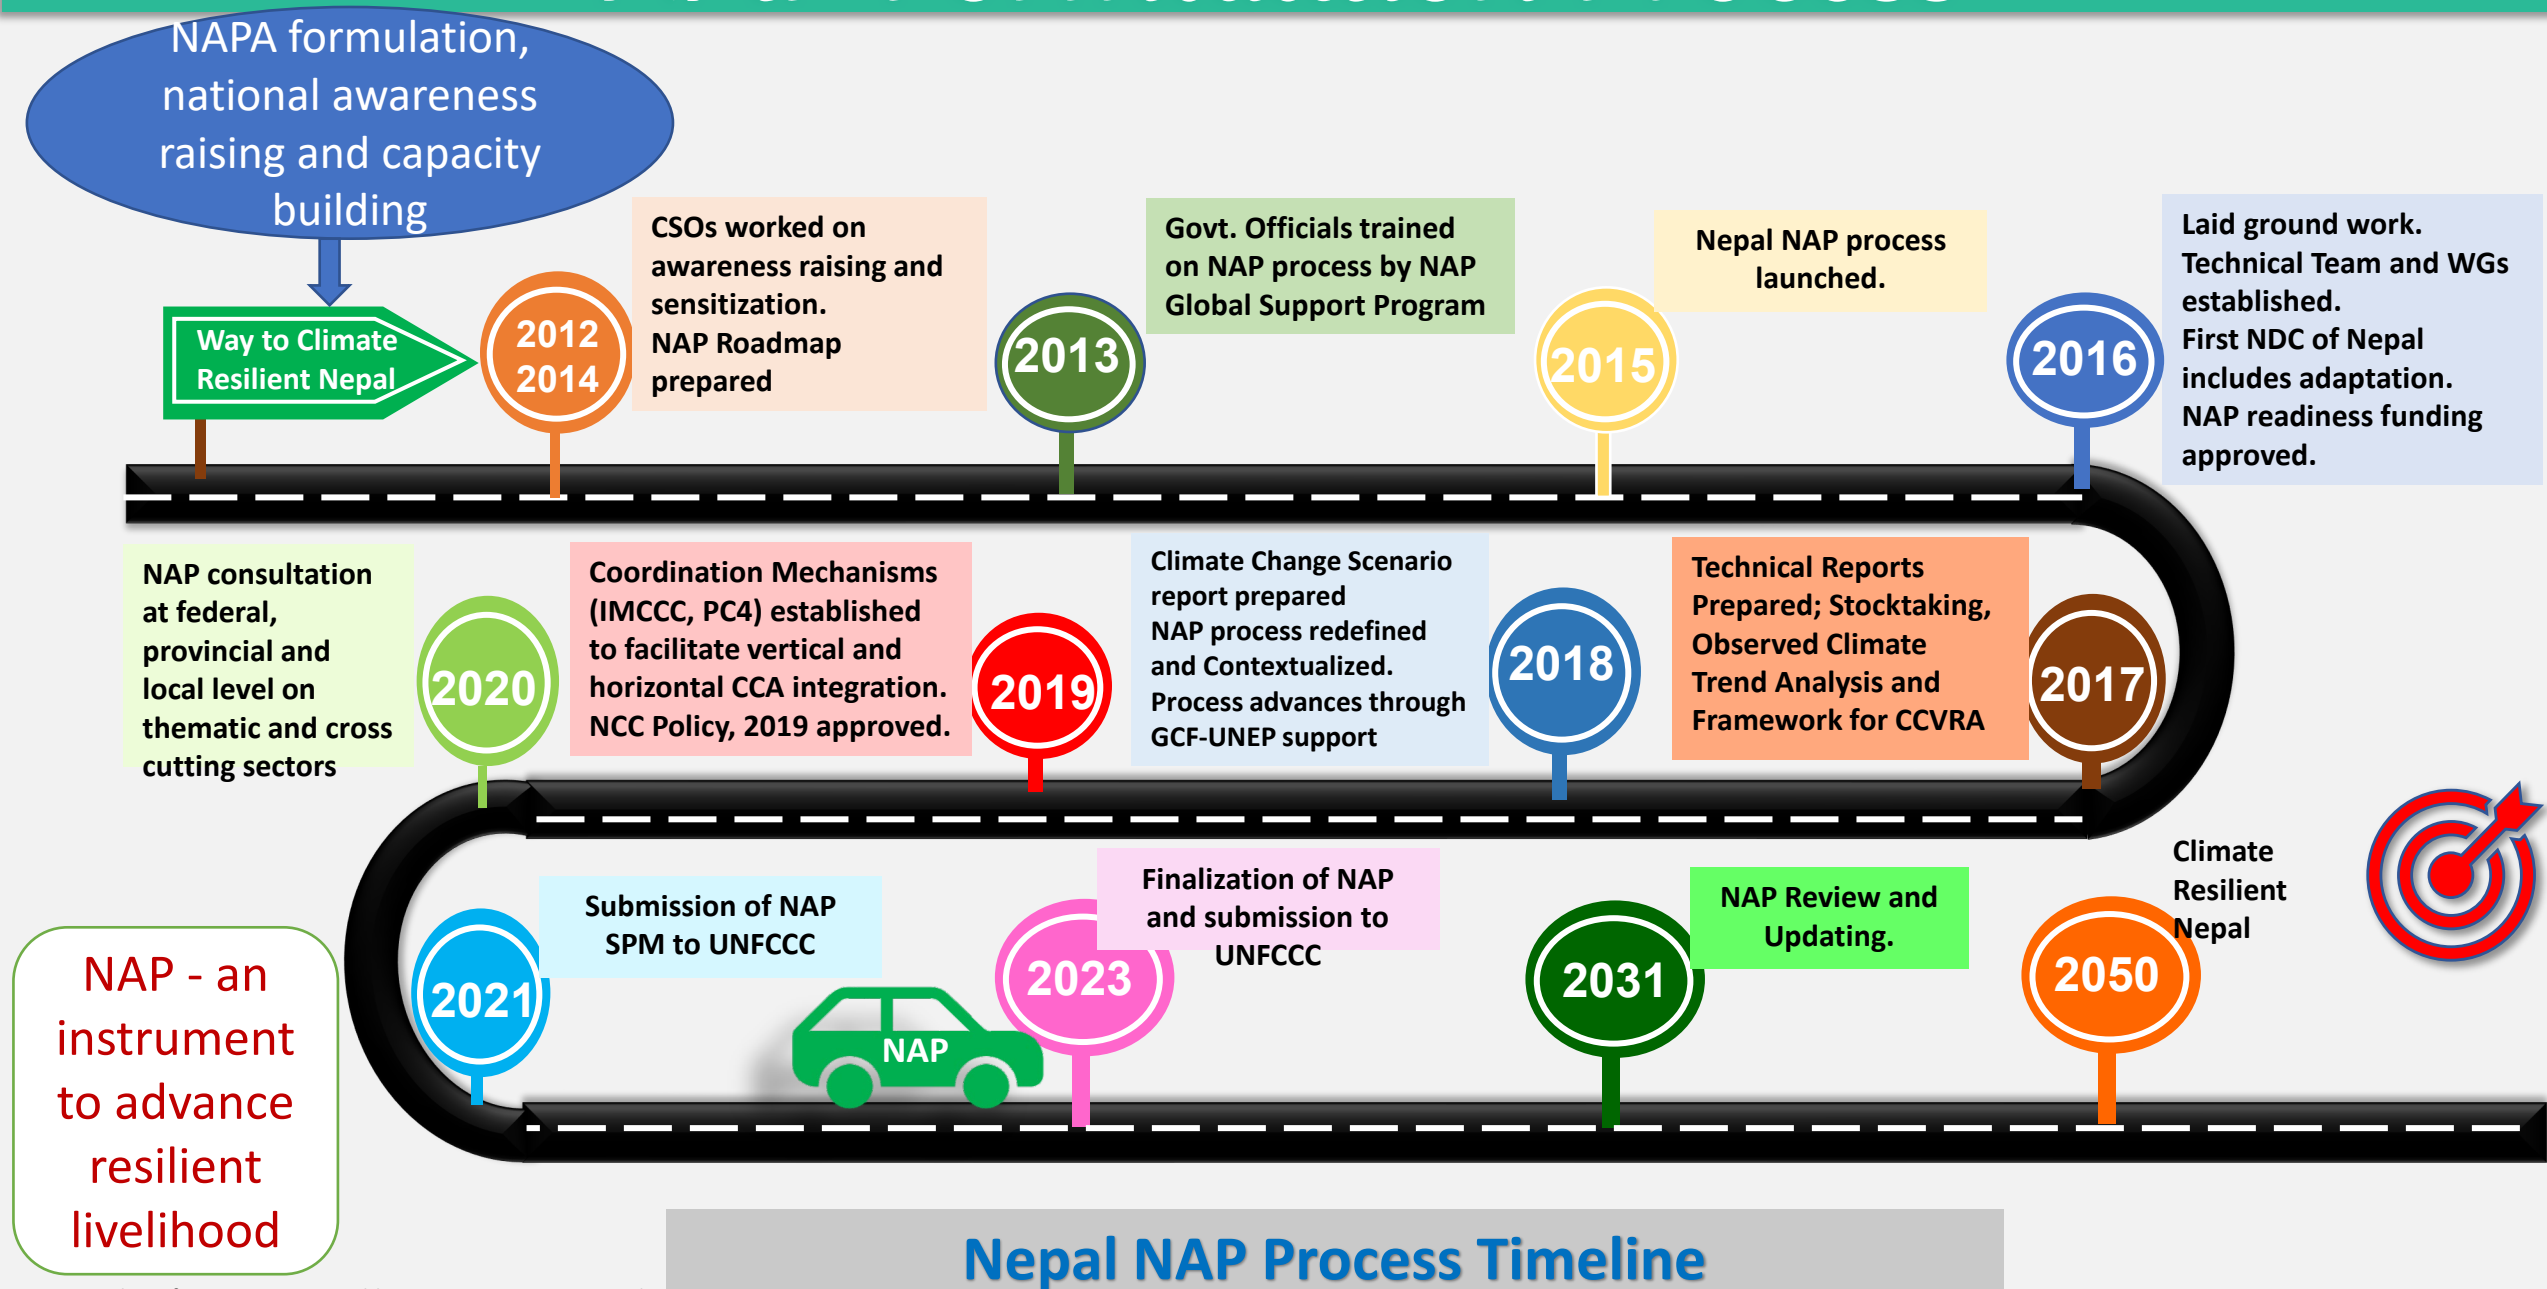 NAPA formulation,
national awareness
raising and capacity
building
Way to Climate
Resilient Nepal
2012
2014
CSOs worked on
awareness raising and
sensitization.
NAP Roadmap
prepared
2013
Govt. Officials trained
on NAP process by NAP
Global Support Program
2015
Nepal NAP process
launched.
2016
Laid ground work.
Technical Team and WGs
established.
First NDC of Nepal
includes adaptation.
NAP readiness funding
approved.
2017
Technical Reports
Prepared; Stocktaking,
Observed Climate
Trend Analysis and
Framework for CCVRA
2018
Climate Change Scenario
report prepared
NAP process redefined
and Contextualized.
Process advances through
GCF-UNEP support
2019
Coordination Mechanisms
(IMCCC, PC4) established
to facilitate vertical and
horizontal CCA integration.
NCC Policy, 2019 approved.
2020
NAP consultation
at federal,
provincial and
local level on
thematic and cross
cutting sectors
2021
Submission of NAP
SPM to UNFCCC
NAP
2023
Finalization of NAP
and submission to
UNFCCC
2031
NAP Review and
Updating.
2050
Climate
Resilient
Nepal
NAP - an
instrument
to advance
resilient
livelihood
Nepal NAP Process Timeline